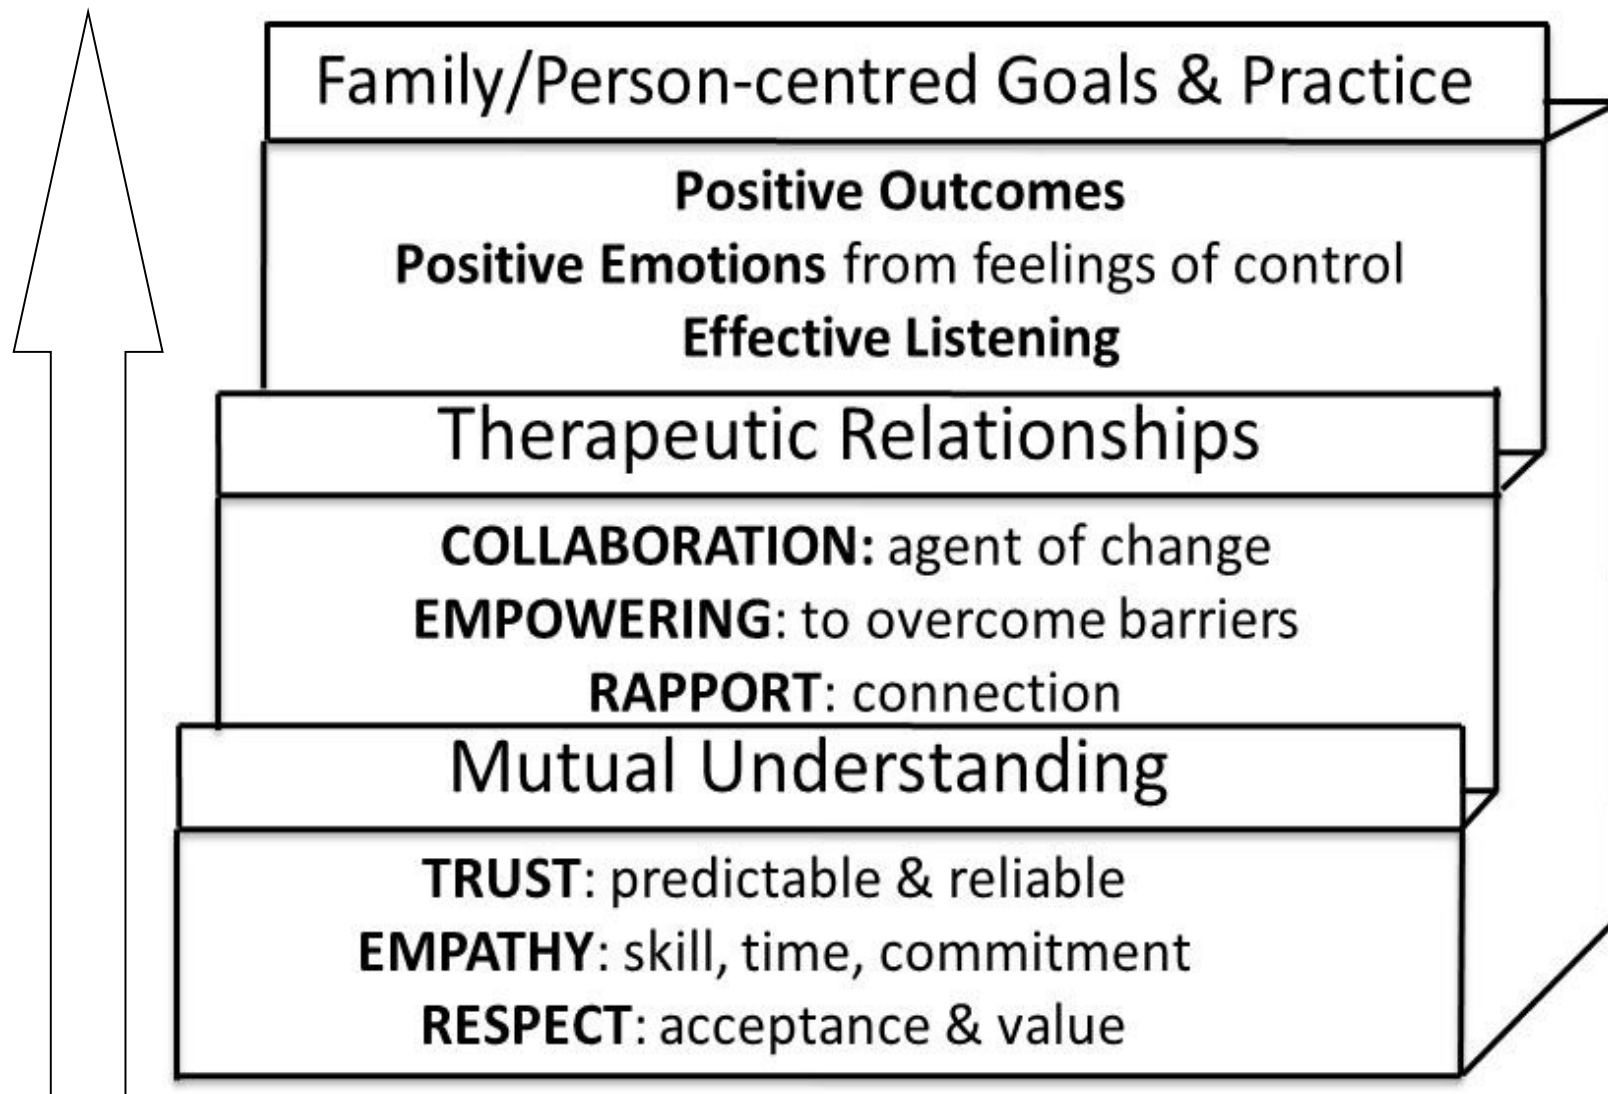 Family/Person-centred Goals & Practice
Positive Outcomes
Positive Emotions from feelings of control
Effective Listening
Therapeutic Relationships
COLLABORATION: agent of change
EMPOWERING: to overcome barriers
RAPPORT: connection
Mutual Understanding
TRUST: predictable & reliable
EMPATHY: skill, time, commitment
RESPECT: acceptance & value